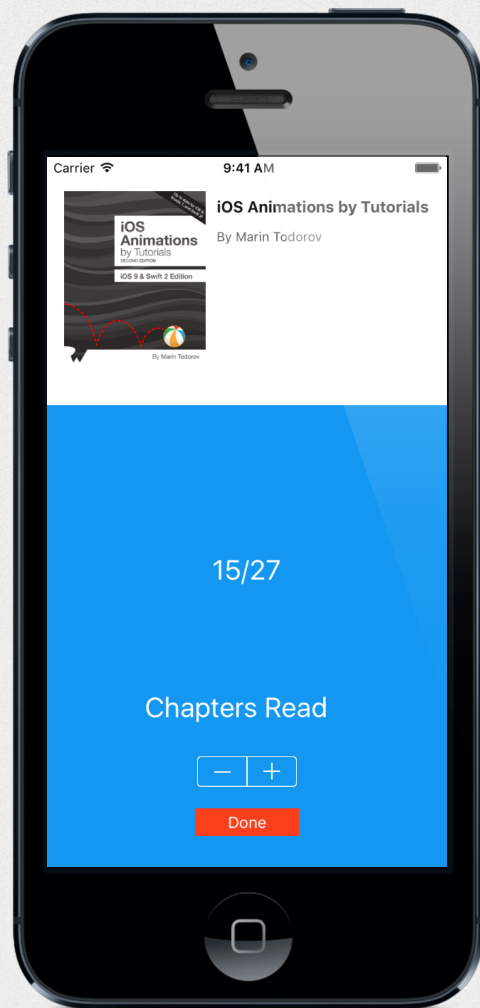 Carrier
9:41 AM
iOS Animations by Tutorials
By Marin Todorov
iOS
Animations
by Tutorials
SECOND EDITION
iOS 9 & Swift 2 Edition
By Marin Todorov
15/27
Chapters Read
Done